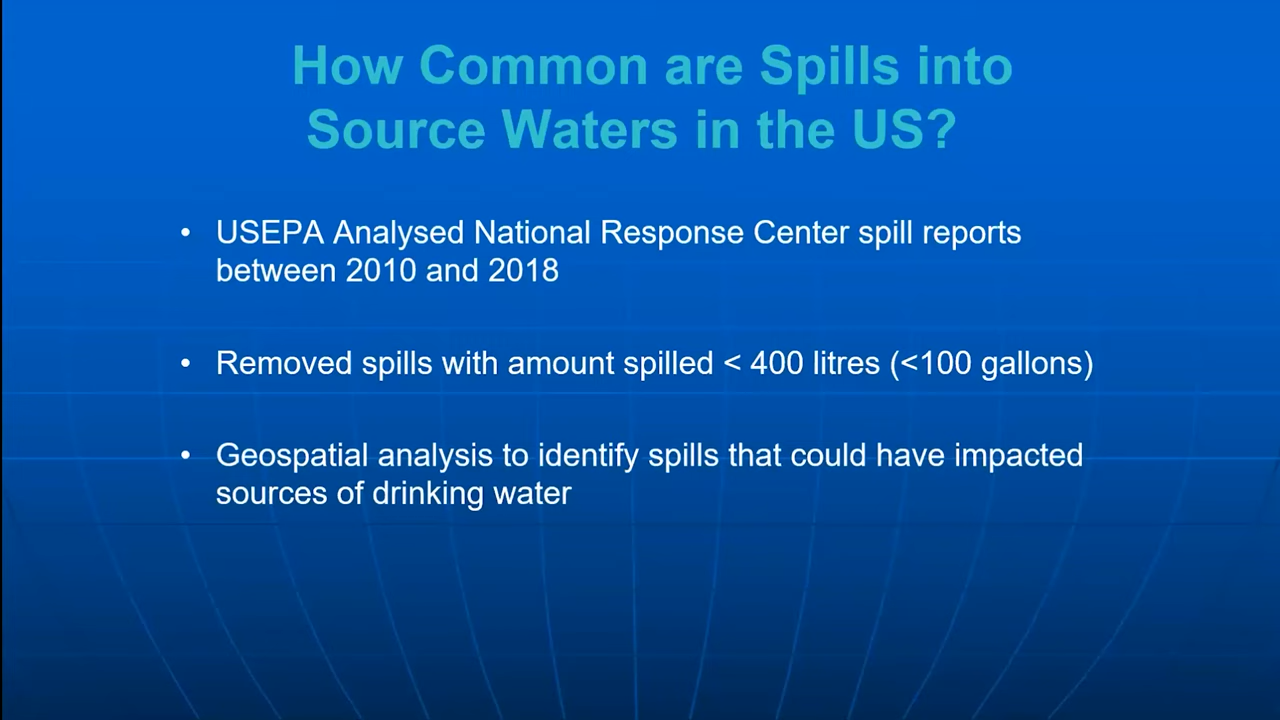 How Common are Spills into
Source Waters in the US?
• USEPA Analysed National Response Center spill reports
between 2010 and 2018
• Removed spills with amount spilled < 400 litres (<100 gallons)
• Geospatial analysis to identify spills that could have impacted
sources of drinking water